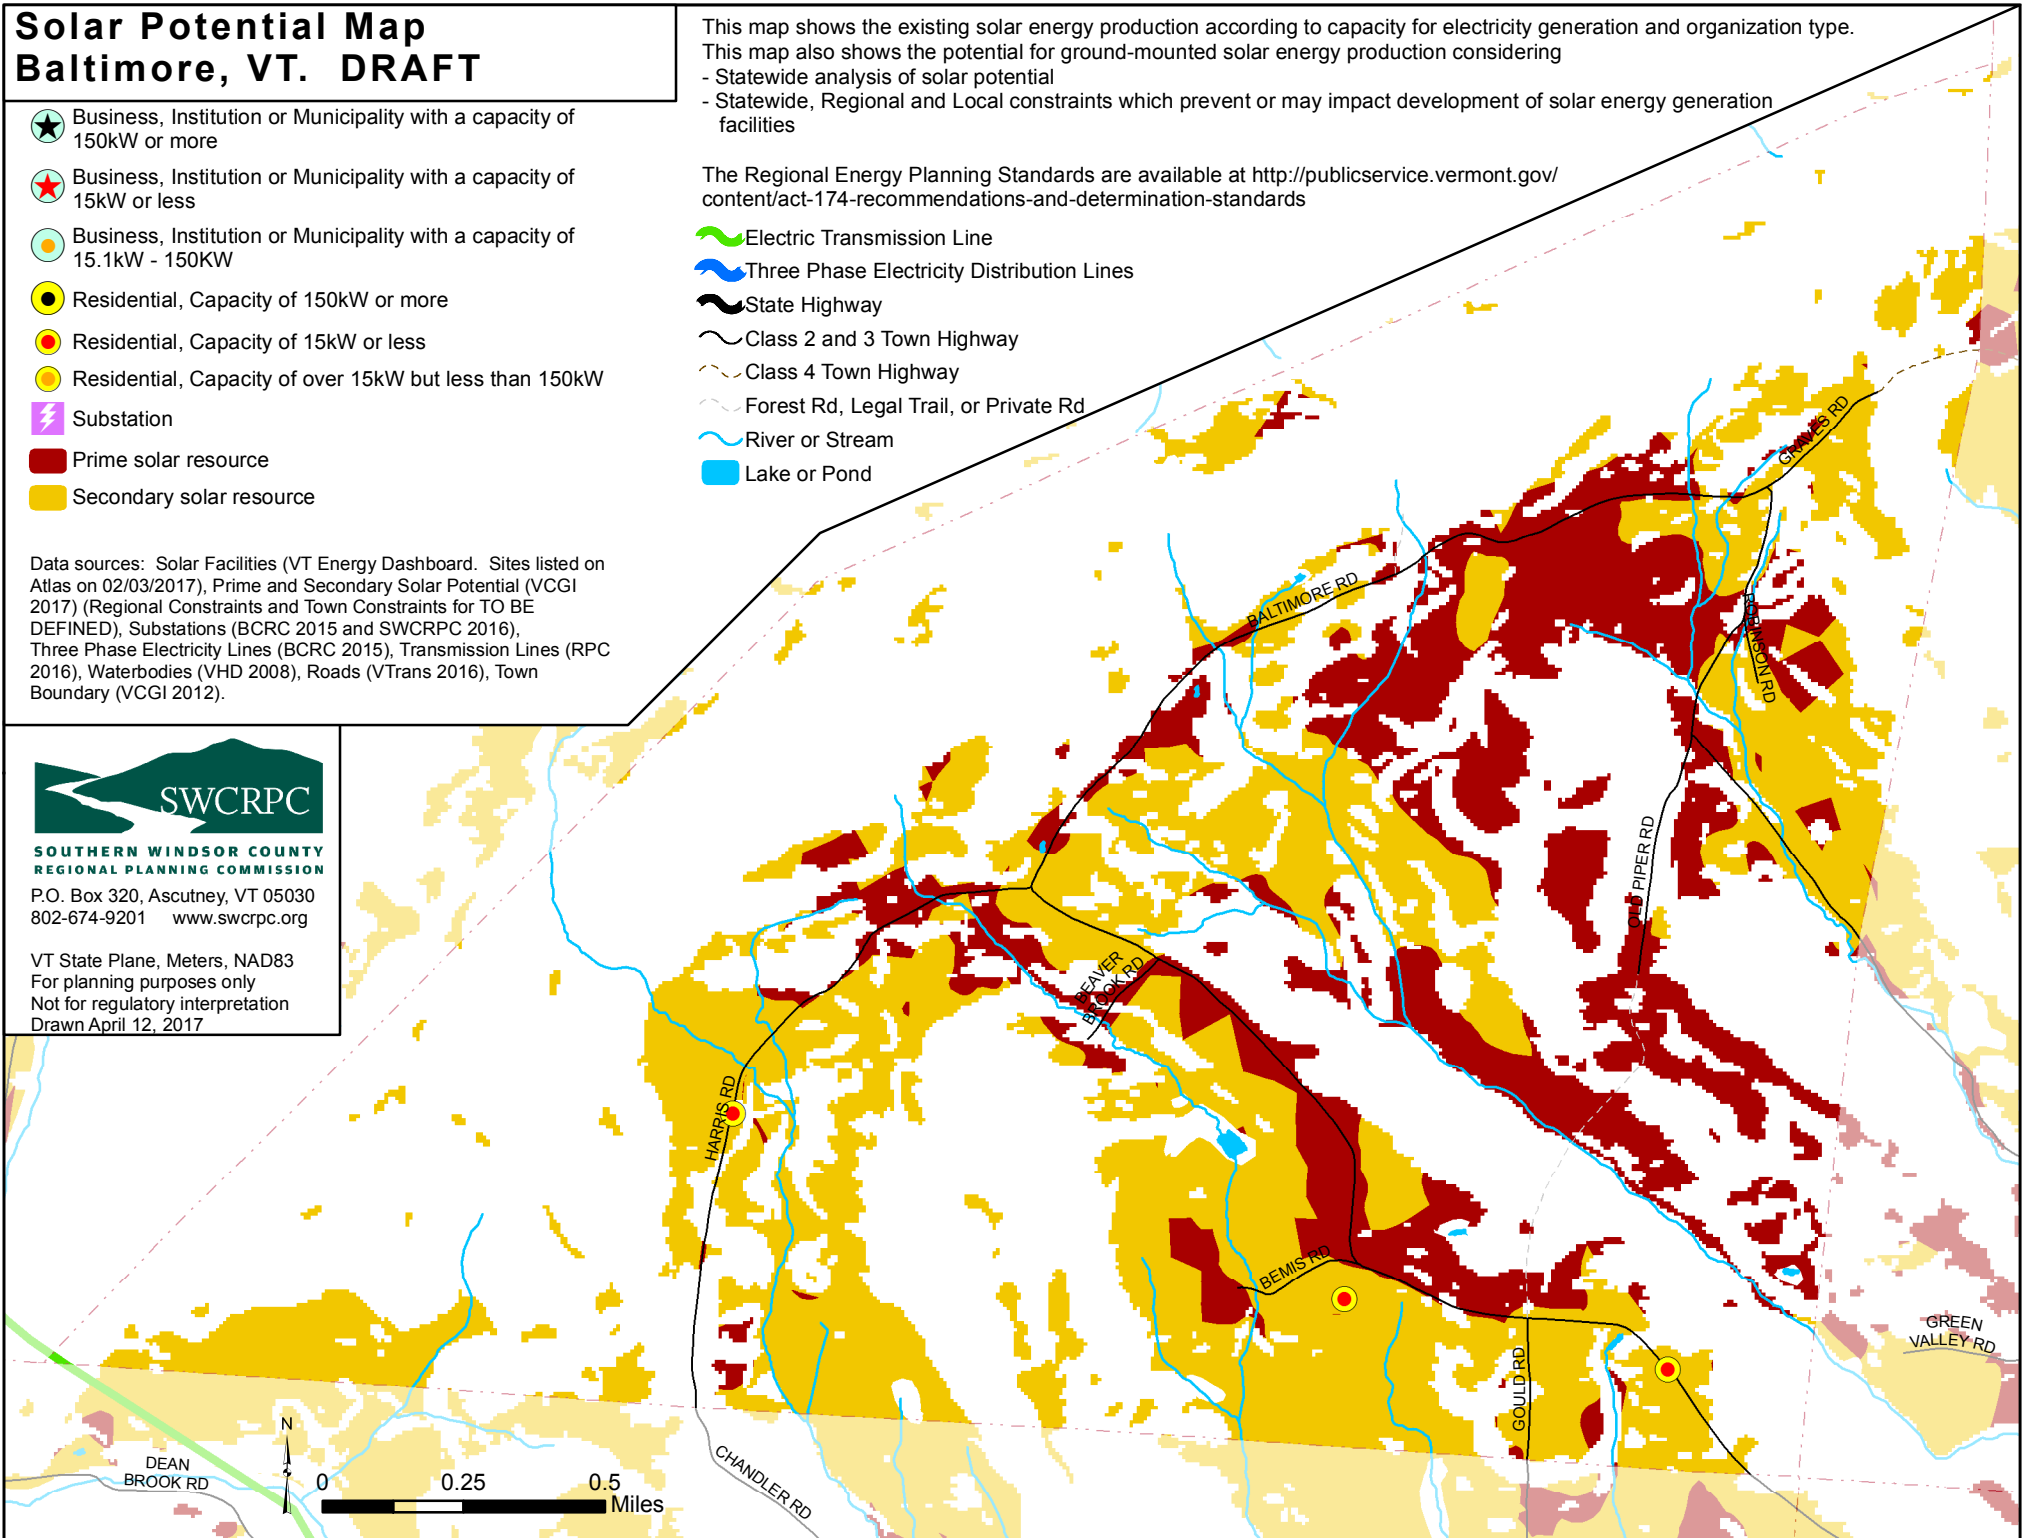 Solar Potential Map
Baltimore, VT. DRAFT
Business, Institution or Municipality with a capacity of
150kW or more
Business, Institution or Municipality with a capacity of
15kW or less
Business, Institution or Municipality with a capacity of
15.1kW - 150KW
Residential, Capacity of 150kW or more
Residential, Capacity of 15kW or less
Residential, Capacity of over 15kW but less than 150kW
Substation
Prime solar resource
Secondary solar resource
Data sources: Solar Facilities (VT Energy Dashboard. Sites listed on
Atlas on 02/03/2017), Prime and Secondary Solar Potential (VCGI
2017) (Regional Constraints and Town Constraints for TO BE
DEFINED), Substations (BCRC 2015 and SWCRPC 2016),
Three Phase Electricity Lines (BCRC 2015), Transmission Lines (RPC
2016), Waterbodies (VHD 2008), Roads (VTrans 2016), Town
Boundary (VCGI 2012).
This map shows the existing solar energy production according to capacity for electricity generation and organization type.
This map also shows the potential for ground-mounted solar energy production considering
- Statewide analysis of solar potential
- Statewide, Regional and Local constraints which prevent or may impact development of solar energy generation
facilities
The Regional Energy Planning Standards are available at http://publicservice.vermont.gov/
content/act-174-recommendations-and-determination-standards
Electric Transmission Line
Three Phase Electricity Distribution Lines
State Highway
Class 2 and 3 Town Highway
Class 4 Town Highway
Forest Rd, Legal Trail, or Private Rd
River or Stream
Lake or Pond
SWCRPC
SOUTHERN WINDSOR COUNTY
REGIONAL PLANNING COMMISSION
P.O. Box 320, Ascutney, VT 05030
802-674-9201 www.swcrpc.org
VT State Plane, Meters, NAD83
For planning purposes only
Not for regulatory interpretation
Drawn April 12, 2017
GRAVES RD
BALTIMORE RD
ROBINSON RD
OLD PIPER RD
BEAVER
BROOK RD
HARRIS RD
BEMIS RD
GOULD RD
GREEN
VALLEY RD
CHANDLER RD
DEAN
BROOK RD
N
0 0.25 0.5
Miles